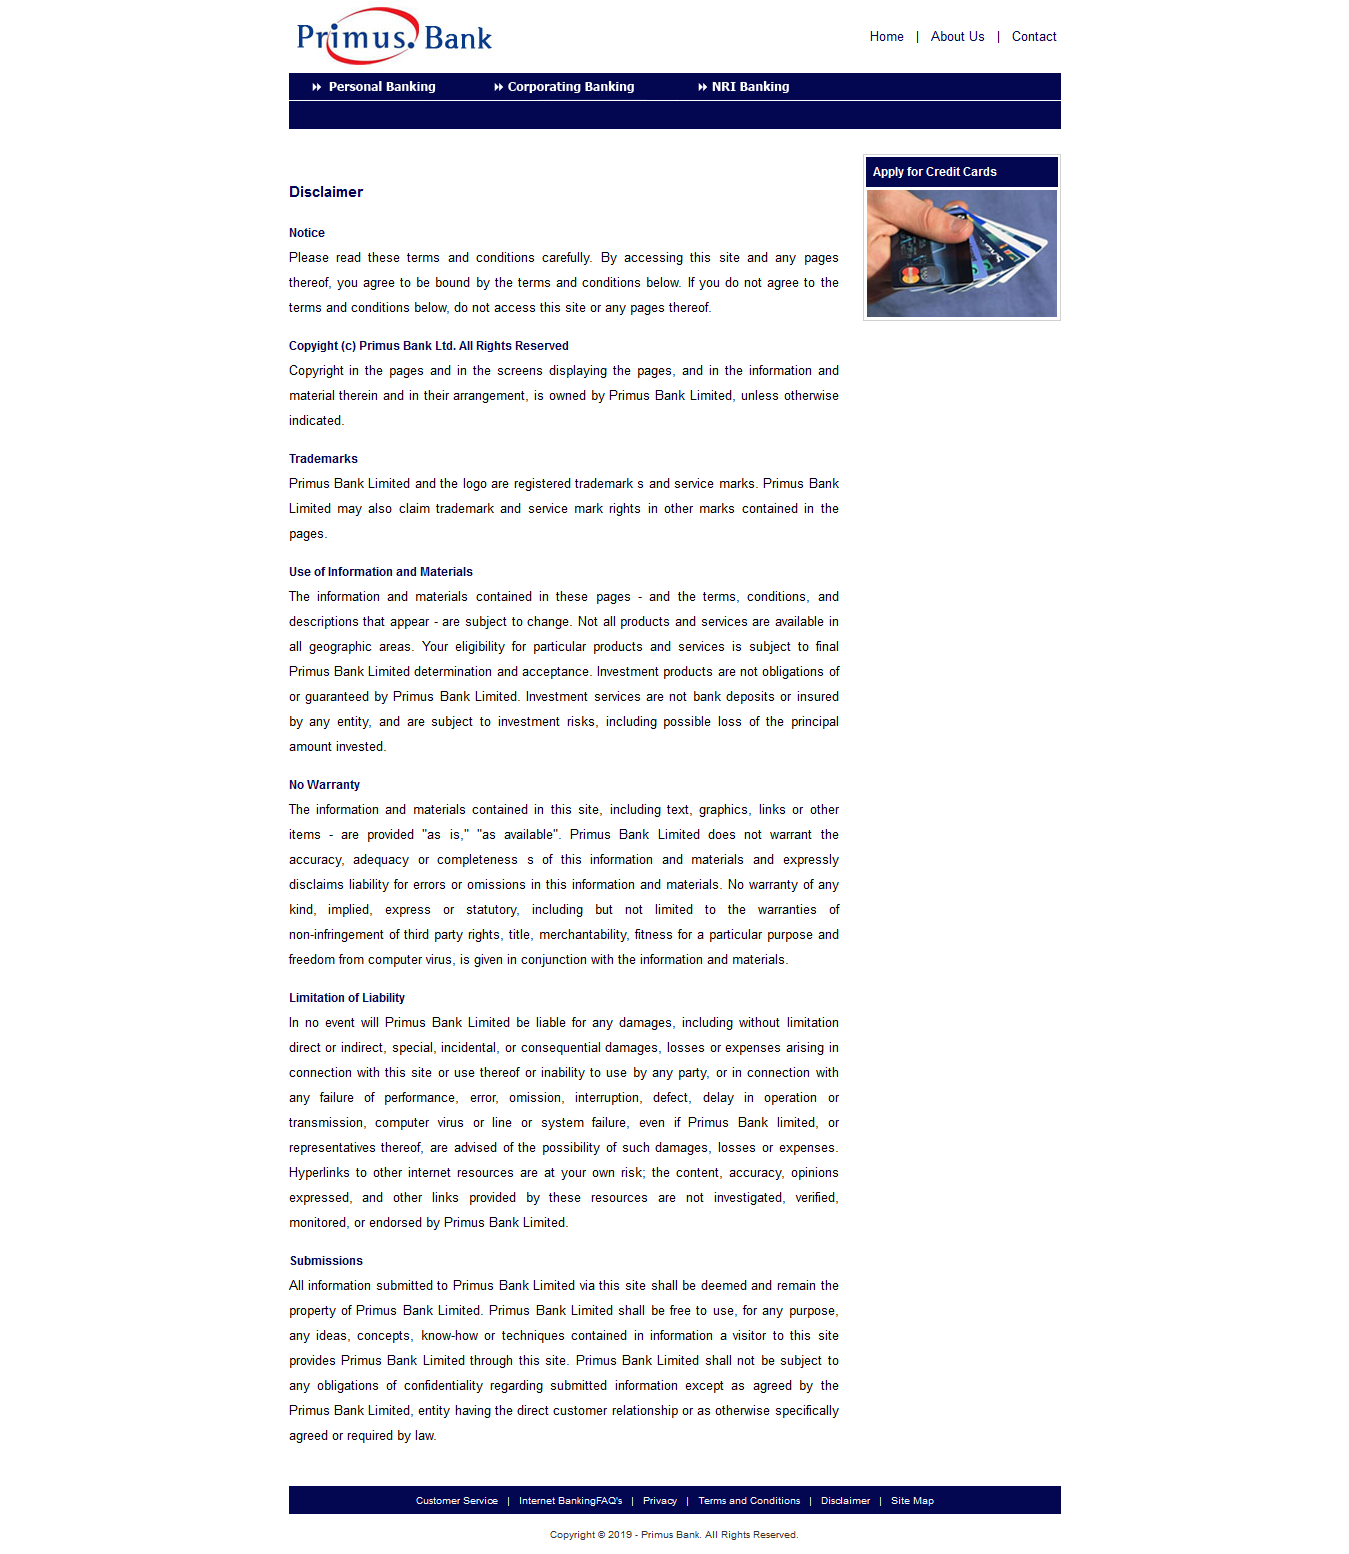 Primus. Bank
Home | About Us | Contact
Personal Banking
Corporating Banking
NRI Banking
Apply for Credit Cards
Disclaimer
Notice
Please read these terms and conditions carefully. By accessing this site and any pages
thereof, you agree to be bound by the terms and conditions below. If you do not agree to the
terms and conditions below, do not access this site or any pages thereof.
Copyight (c) Primus Bank Ltd. All Rights Reserved
Copyright in the pages and in the screens displaying the pages, and in the information and
material therein and in their arrangement, is owned by Primus Bank Limited, unless otherwise
indicated.
Trademarks
Primus Bank Limited and the logo are registered trademark s and service marks. Primus Bank
Limited may also claim trademark and service mark rights in other marks contained in the
pages.
Use of Information and Materials
The information and materials contained in these pages - and the terms, conditions, and
descriptions that appear - are subject to change. Not all products and services are available in
all geographic areas. Your eligibility for particular products and services is subject to final
Primus Bank Limited determination and acceptance. Investment products are not obligations of
or guaranteed by Primus Bank Limited. Investment services are not bank deposits or insured
by any entity, and are subject to investment risks, including possible loss of the principal
amount invested.
No Warranty
The information and materials contained in this site, including text, graphics, links or other
items - are provided "as is," "as available". Primus Bank Limited does not warrant the
accuracy, adequacy or completeness s of this information and materials and expressly
disclaims liability for errors or omissions in this information and materials. No warranty of any
kind, implied, express or statutory, including but not limited to the warranties of
non-infringement of third party rights, title, merchantability, fitness for a particular purpose and
freedom from computer virus, is given in conjunction with the information and materials.
Limitation of Liability
In no event will Primus Bank Limited be liable for any damages, including without limitation
direct or indirect, special, incidental, or consequential damages, losses or expenses arising in
connection with this site or use thereof or inability to use by any party, or in connection with
any failure of performance, error, omission, interruption, defect, delay in operation or
transmission, computer virus or line or system failure, even if Primus Bank limited, or
representatives thereof, are advised of the possibility of such damages, losses or expenses.
Hyperlinks to other internet resources are at your own risk; the content, accuracy, opinions
expressed, and other links provided by these resources are not investigated, verified,
monitored, or endorsed by Primus Bank Limited.
Submissions
All information submitted to Primus Bank Limited via this site shall be deemed and remain the
property of Primus Bank Limited. Primus Bank Limited shall be free to use, for any purpose,
any ideas, concepts, know-how or techniques contained in information a visitor to this site
provides Primus Bank Limited through this site. Primus Bank Limited shall not be subject to
any obligations of confidentiality regarding submitted information except as agreed by the
Primus Bank Limited, entity having the direct customer relationship or as otherwise specifically
agreed or required by law.
Customer Service | Internet BankingFAQ's | Privacy | Terms and Conditions | Disclaimer | Site Map
Copyright © 2019 - Primus Bank. All Rights Reserved.